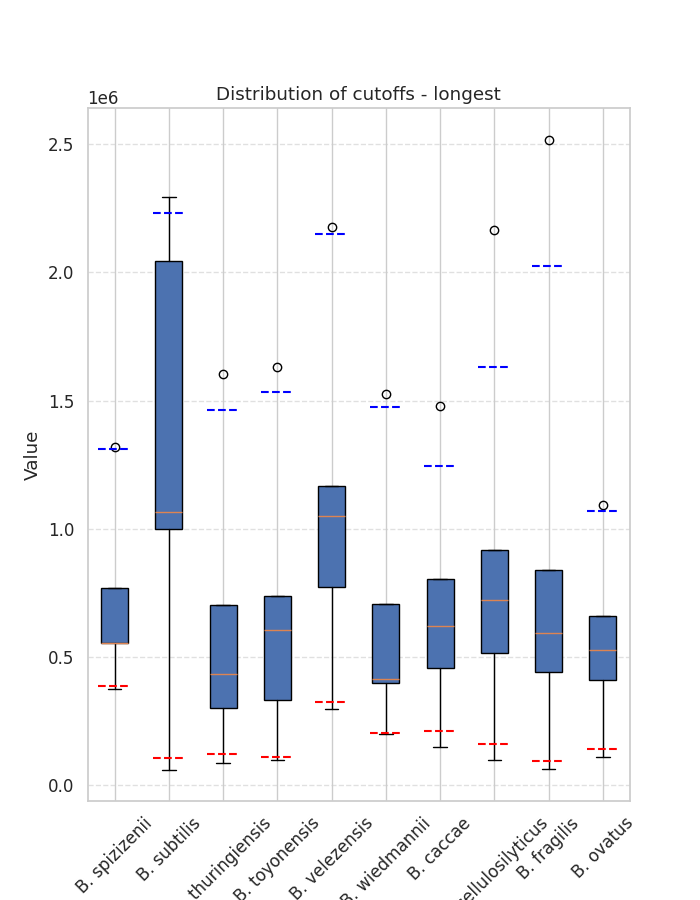 Distribution of cutoffs - longest
1e6
2.5
2.0
1.5
1.0
0.5
0.0
Value
B. spizizenii
B. subtilis
thuringiensis
B. toyonensis
B. velezensis
B. wiedmannii
B. caccae
cellulosilyticus
B. fragilis
B. ovatus